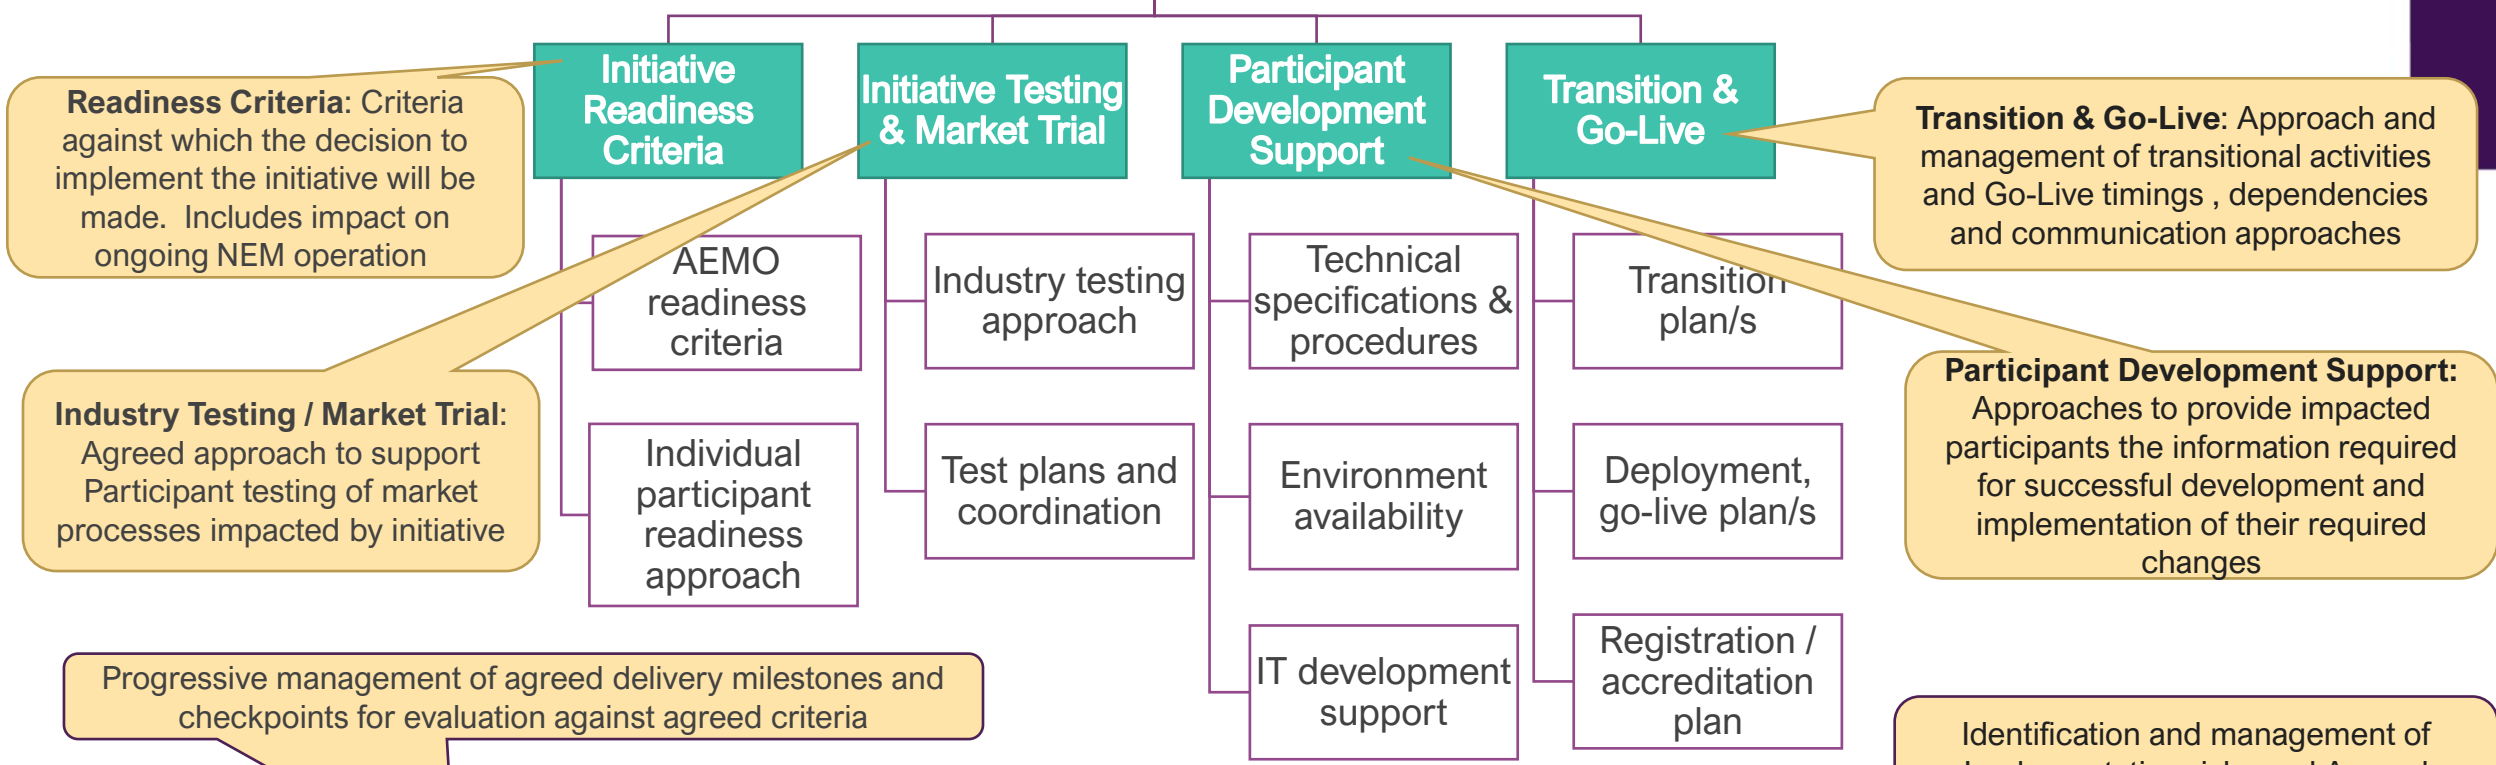 Initiative
Readiness
Criteria
Initiative Testing
& Market Trial
Participant
Development
Support
Transition &
Go-Live
Readiness Criteria: Criteria
against which the decision to
implement the initiative will be
made. Includes impact on
ongoing NEM operation
Transition & Go-Live: Approach and
management of transitional activities
and Go-Live timings , dependencies
and communication approaches
AEMO
readiness
criteria
Industry testing
approach
Technical
specifications &
procedures
Transition
plan/s
Industry Testing / Market Trial:
Agreed approach to support
Participant testing of market
processes impacted by initiative
Individual
participant
readiness
approach
Test plans and
coordination
Environment
availability
Deployment,
go-live plan/s
Participant Development Support:
Approaches to provide impacted
participants the information required
for successful development and
implementation of their required
changes
IT development
support
Registration /
accreditation
plan
Progressive management of agreed delivery milestones and
checkpoints for evaluation against agreed criteria
Identification and management of